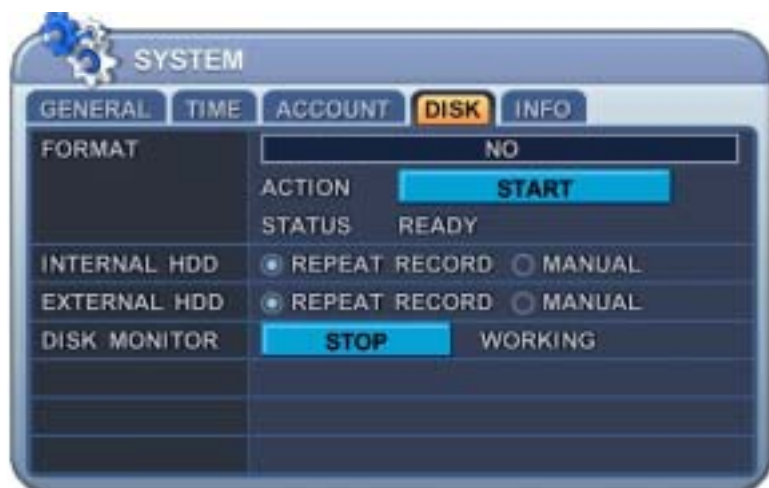 SYSTEM
GENERAL TIME ACCOUNT DISK INFO
FORMAT NO
ACTION START
STATUS READY
INTERNAL HDD REPEAT RECORD MANUAL
EXTERNAL HDD REPEAT RECORD MANUAL
DISK MONITOR STOP WORKING